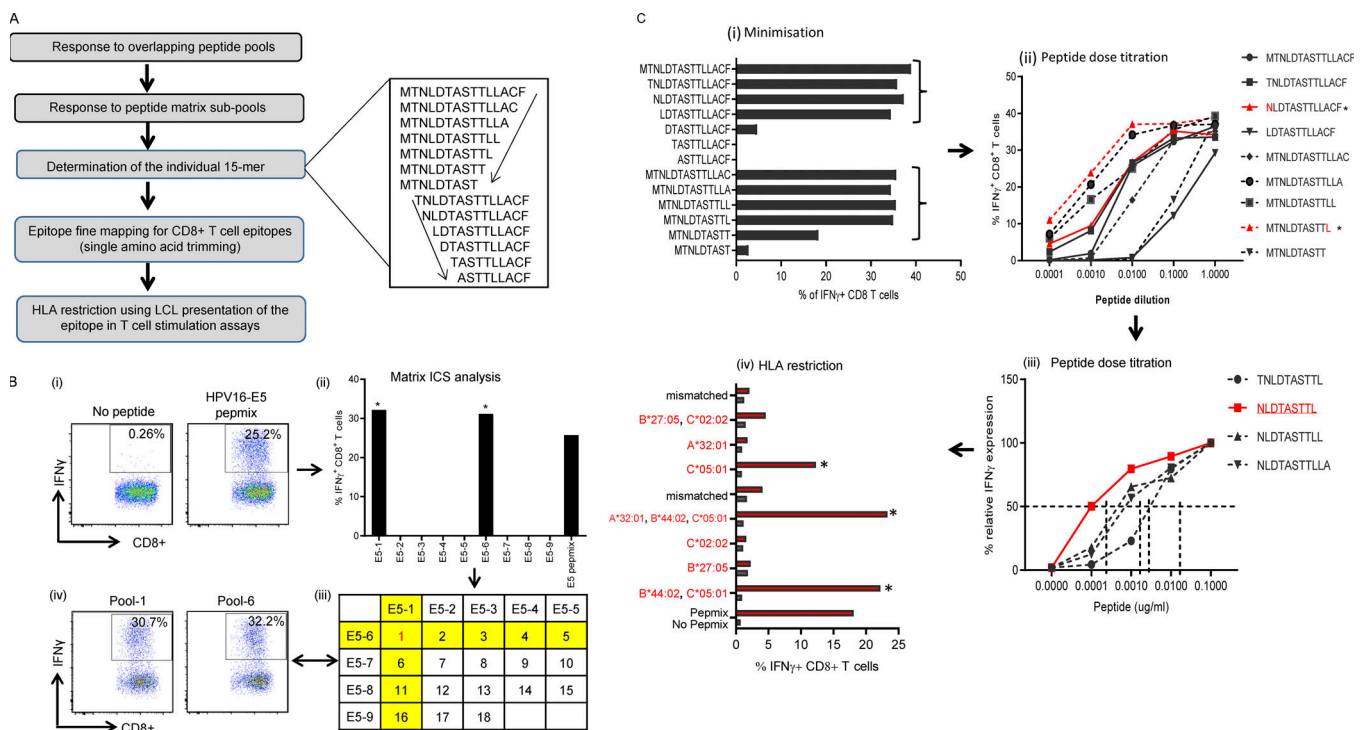 A
Response to overlapping peptide pools
Response to peptide matrix sub-pools
Determination of the individual 15-mer
Epitope fine mapping for CD8+ T cell epitopes
(single amino acid trimming)
HLA restriction using LCL presentation of the
epitope in T cell stimulation assays
MTNLDTASTTLLACF
MTNLDTASTTLLAC
MTNLDTASTTLLA
MTNLDTASTTLL
MTNLDTASTTL
MTNLDTASTT
MTNLDTAST
TNLDTASTTLLACF
NLDTASTTLLACF
LDTASTTLLACF
DTASTTLLACF
TASTTLLACF
ASTTLLACF
B
(i)
No peptide
HPV16-E5
pepmix
0.26%
25.2%
IFNγ
CD8+
(ii)
Matrix ICS analysis
% IFNγ+ CD8+ T cells
40
30
20
10
0
*
*
E5-1
E5-2
E5-3
E5-4
E5-5
E5-6
E5-7
E5-8
E5-9
E5 pepmix
(iii)
E5-1 E5-2 E5-3 E5-4 E5-5
E5-6 1 2 3 4 5
E5-7 6 7 8 9 10
E5-8 11 12 13 14 15
E5-9 16 17 18
(iv)
Pool-1
Pool-6
30.7%
32.2%
IFNγ
CD8+
C
(i) Minimisation
MTNLDTASTTLLACF
TNLDTASTTLLACF
NLDTASTTLLACF
LDTASTTLLACF
DTASTTLLACF
TASTTLLACF
ASTTLLACF
MTNLDTASTTLLAC
MTNLDTASTTLLA
MTNLDTASTTLL
MTNLDTASTTL
MTNLDTASTT
MTNLDTAST
0 10 20 30 40 50
% of IFNγ+ CD8 T cells
(ii) Peptide dose titration
% IFNγ+ CD8+ T cells
50
40
30
20
10
0
0.0001 0.0010 0.0100 0.1000 1.0000
Peptide dilution
MTNLDTASTTLLACF
TNLDTASTTLLACF
NLDTASTTLLACF *
LDTASTTLLACF
MTNLDTASTTLLAC
MTNLDTASTTLLA
MTNLDTASTTLL
MTNLDTASTTL *
MTNLDTASTT
(iii) Peptide dose titration
% relative IFNγ expression
150
100
50
0
0.00000 0.0001 0.0010 0.0100 0.1000
Peptide (ug/ml)
TNLDTASTTL
NLDTASTTL
NLDTASTTLL
NLDTASTTLLA
(iv) HLA restriction
mismatched
B*27:05, C*02:02
A*32:01
C*05:01
*
mismatched
A*32:01, B*44:02, C*05:01
*
C*02:02
B*27:05
B*44:02, C*05:01
*
Pepmix
No Pepmix
0 5 10 15 20 25
% IFNγ+ CD8+ T cells